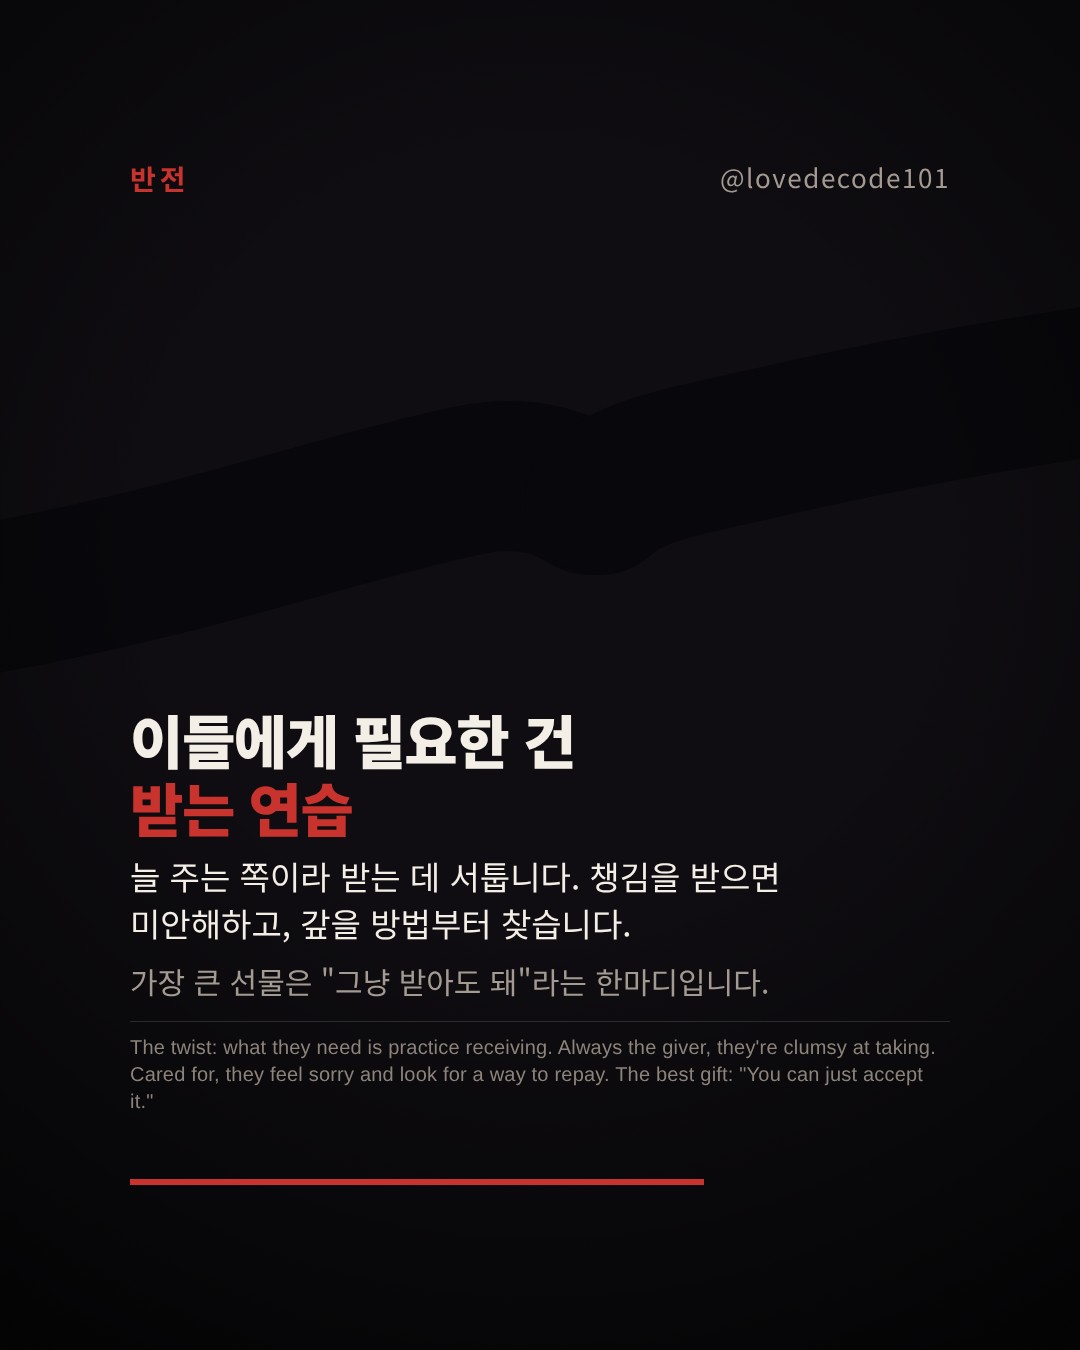 반전
@lovedecode101
이들에게 필요한 건
받는 연습
늘 주는 쪽이라 받는 데 서툽니다. 챙김을 받으면
미안해하고, 갚을 방법부터 찾습니다.
가장 큰 선물은 "그냥 받아도 돼"라는 한마디입니다.
The twist: what they need is practice receiving. Always the giver, they're clumsy at taking.
Cared for, they feel sorry and look for a way to repay. The best gift: "You can just accept
it."